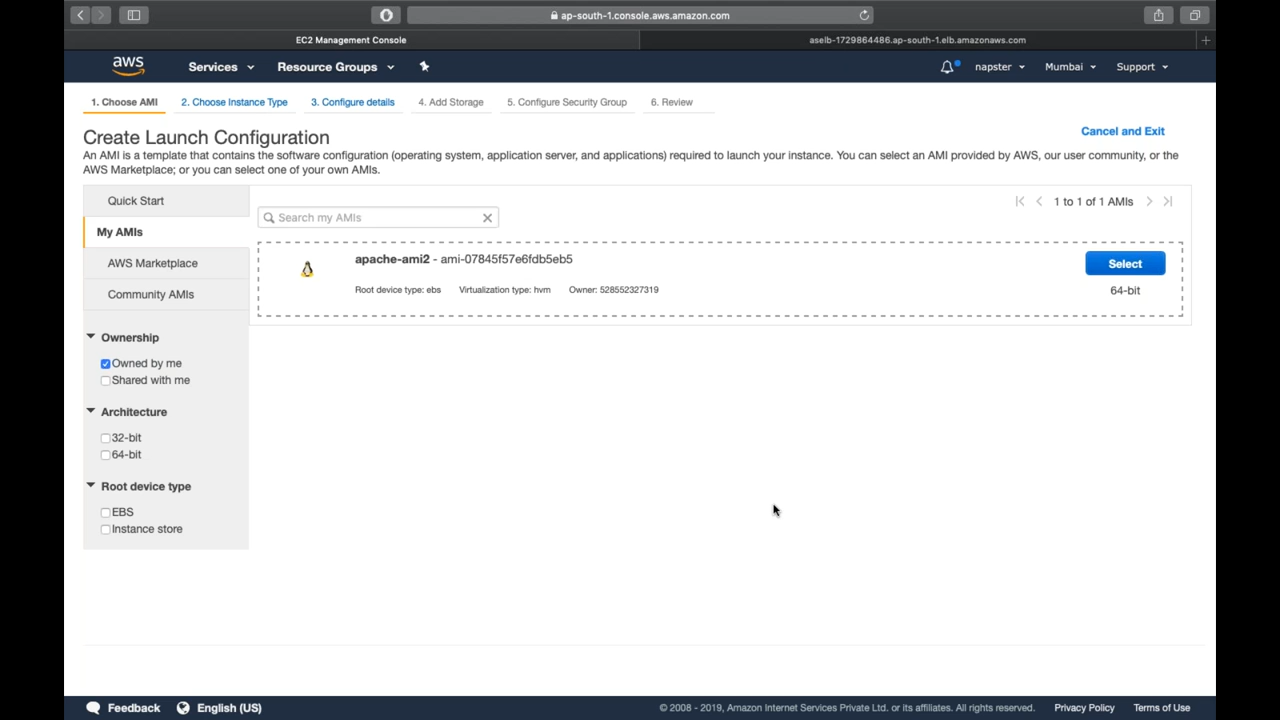 ap-south-1.console.aws.amazon.com
EC2 Management Console
aselb-1729864486.ap-south-1.elb.amazonaws.com
aws
Services
Resource Groups
napster
Mumbai
Support
1. Choose AMI
2. Choose Instance Type
3. Configure details
4. Add Storage
5. Configure Security Group
6. Review
Create Launch Configuration
Cancel and Exit
An AMI is a template that contains the software configuration (operating system, application server, and applications) required to launch your instance. You can select an AMI provided by AWS, our user community, or the
AWS Marketplace; or you can select one of your own AMIs.
Quick Start
My AMIs
AWS Marketplace
Community AMIs
Ownership
Owned by me
Shared with me
Architecture
32-bit
64-bit
Root device type
EBS
Instance store
1 to 1 of 1 AMIs
Search my AMIs
apache-ami2 - ami-07845f57e6fdb5eb5
Root device type: ebs
Virtualization type: hvm
Owner: 528552327319
Select
64-bit
Feedback
English (US)
© 2008 - 2019, Amazon Internet Services Private Ltd. or its affiliates. All rights reserved.
Privacy Policy
Terms of Use